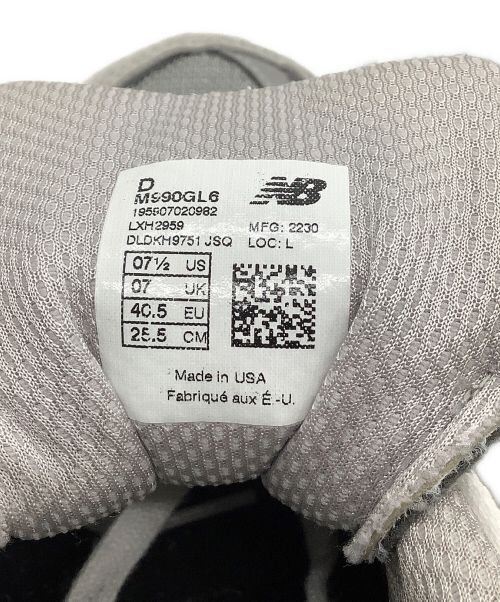 D
M990GL6
195907020982
LXH2959
DLDKH9751 JSQ
NB
MFG: 2230
LOC: L
07½ US
07 UK
40.5 EU
25.5 CM
Made in USA
Fabriqué aux É.-U.